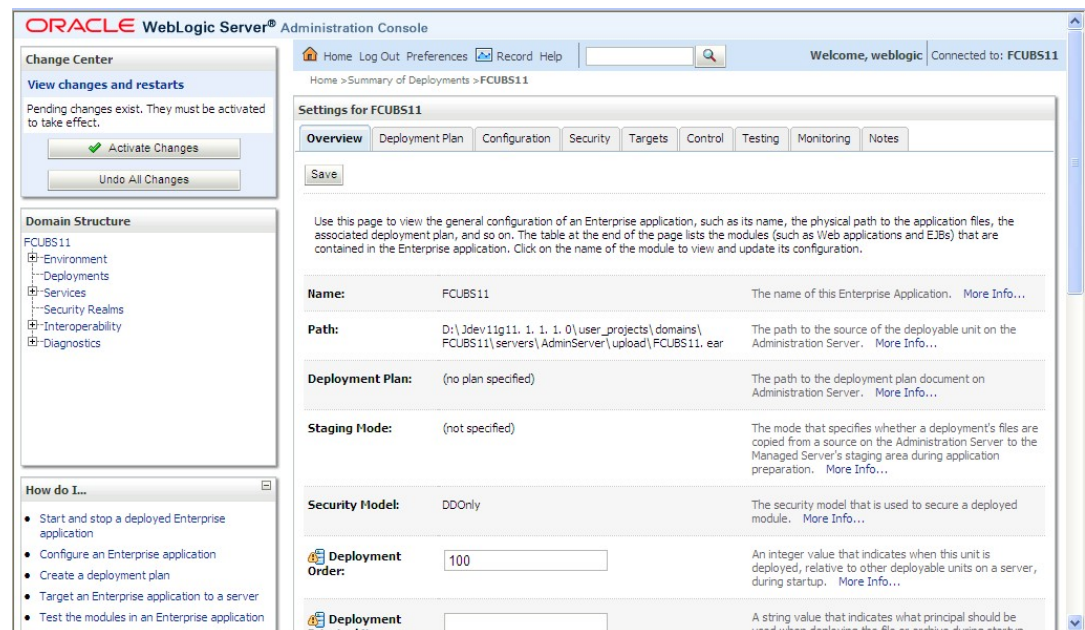 ORACLE WebLogic Server® Administration Console
Change Center
View changes and restarts
Pending changes exist. They must be activated
to take effect.
Activate Changes
Undo All Changes
Domain Structure
FCUBS11
Environment
Deployments
Services
Security Realms
Interoperability
Diagnostics
How do I...
Start and stop a deployed Enterprise
application
Configure an Enterprise application
Create a deployment plan
Target an Enterprise application to a server
Test the modules in an Enterprise application
Home Log Out Preferences Record Help
Welcome, weblogic Connected to: FCUBS11
Home >Summary of Deployments >FCUBS11
Settings for FCUBS11
Overview Deployment Plan Configuration Security Targets Control Testing Monitoring Notes
Save
Use this page to view the general configuration of an Enterprise application, such as its name, the physical path to the application files, the
associated deployment plan, and so on. The table at the end of the page lists the modules (such as Web applications and EJBs) that are
contained in the Enterprise application. Click on the name of the module to view and update its configuration.
Name: FCUBS11 The name of this Enterprise Application. More Info...
Path: D:\Jdev11g11. 1. 1. 1. 0\user_projects\domains\ The path to the source of the deployable unit on the
FCUBS11\servers\AdminServer\upload\FCUBS11. ear Administration Server. More Info...
Deployment Plan: (no plan specified) The path to the deployment plan document on
Administration Server. More Info...
Staging Mode: (not specified) The mode that specifies whether a deployment's files are
copied from a source on the Administration Server to the
Managed Server's staging area during application
preparation. More Info...
Security Model: DDOnly The security model that is used to secure a deployed
module. More Info...
Deployment 100 An integer value that indicates when this unit is
Order: deployed, relative to other deployable units on a server,
during startup. More Info...
Deployment A string value that indicates what principal should be
used when deploying the file or archive during startup